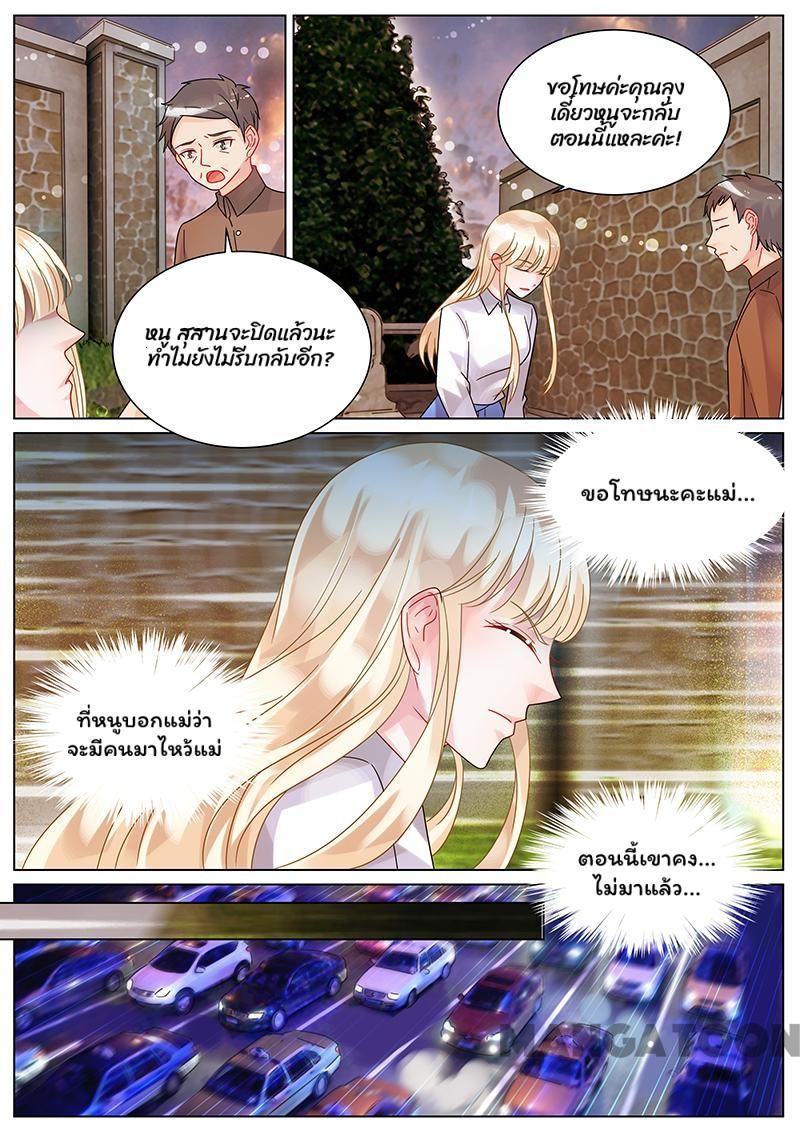 หนู สุสานจะปิดแล้วนะ
ทำไมยังไม่รีบกลับอีก?
ขอโทษค่ะคุณลุง
เดี๋ยวหนูจะกลับ
ตอนนี้แหละค่ะ!
ขอโทษนะคะแม่...
ที่หนูบอกแม่ว่า
จะมีคนมาไหว้แม่
ตอนนี้เขาคง...
ไม่มาแล้ว...
MANGATOON